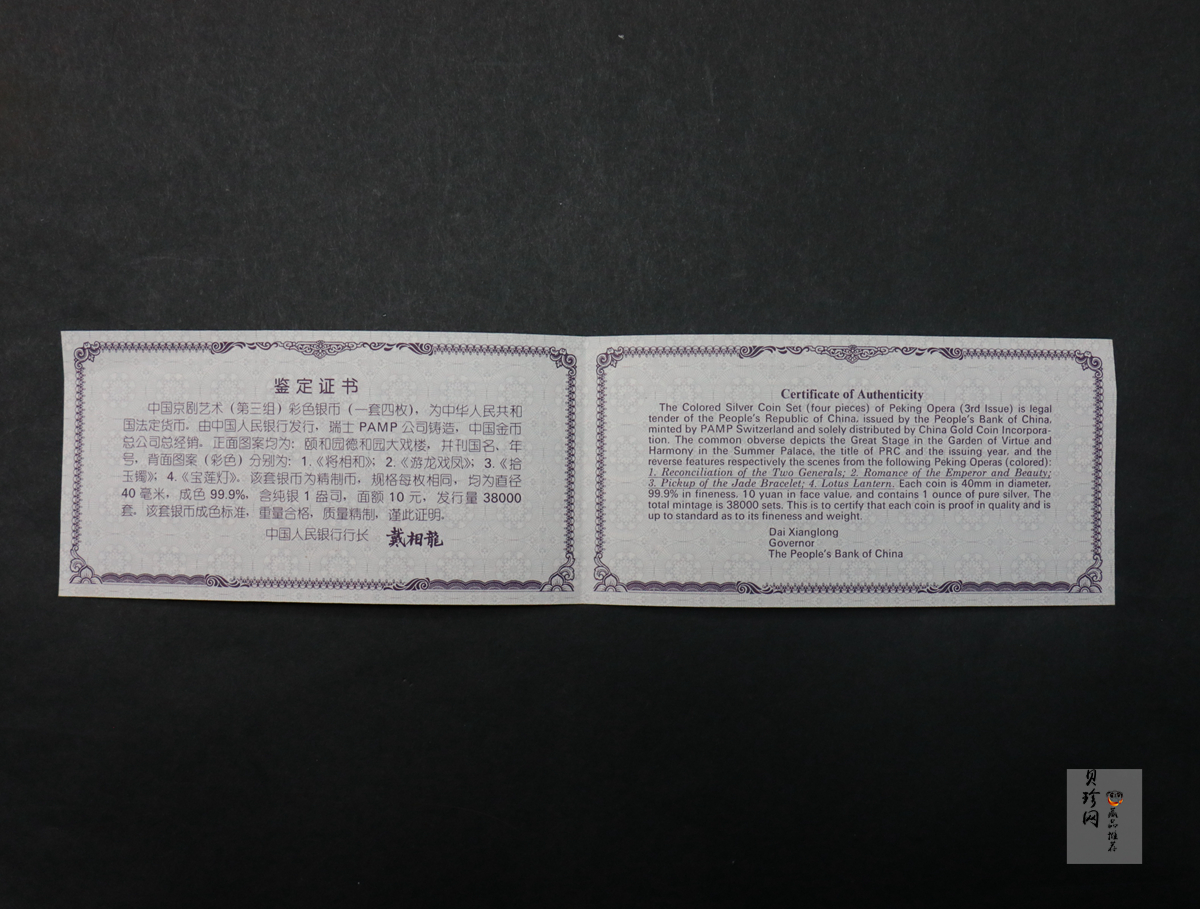 鉴定证书
中国京剧艺术（第三组）彩色银币（一套四枚），为中华人民共和
国法定货币，由中国人民银行发行，瑞士 PAMP 公司铸造，中国金币
总公司总经销。正面图案均为：颐和园德和园大戏楼，并刊国名、年
号，背面图案（彩色）分别为：1.《将相和》；2.《游龙戏凤》；3.《拾
玉镯》；4.《宝莲灯》。该套银币为精制币，规格每枚相同，均为直径
40 毫米，成色 99.9%，含纯银 1 盎司，面额 10 元，发行量 38000
套。该套银币成色标准，重量合格，质量精制，谨此证明。
中国人民银行行长 戴相龍
Certificate of Authenticity
The Colored Silver Coin Set (four pieces) of Peking Opera (3rd Issue) is legal
tender of the People's Republic of China, issued by the People's Bank of China,
minted by PAMP Switzerland and solely distributed by China Gold Coin Incorpora-
tion. The common obverse depicts the Great Stage in the Garden of Virtue and
Harmony in the Summer Palace, the title of PRC and the issuing year, and the
reverse features respectively the scenes from the following Peking Operas (colored):
1. Reconciliation of the Two Generals; 2. Romance of the Emperor and Beauty;
3. Pickup of the Jade Bracelet; 4. Lotus Lantern. Each coin is 40mm in diameter,
99.9% in fineness, 10 yuan in face value, and contains 1 ounce of pure silver. The
total mintage is 38000 sets. This is to certify that each coin is proof in quality and is
up to standard as to its fineness and weight.
Dai Xianglong
Governor
The People's Bank of China
贝珍网
藏品推荐